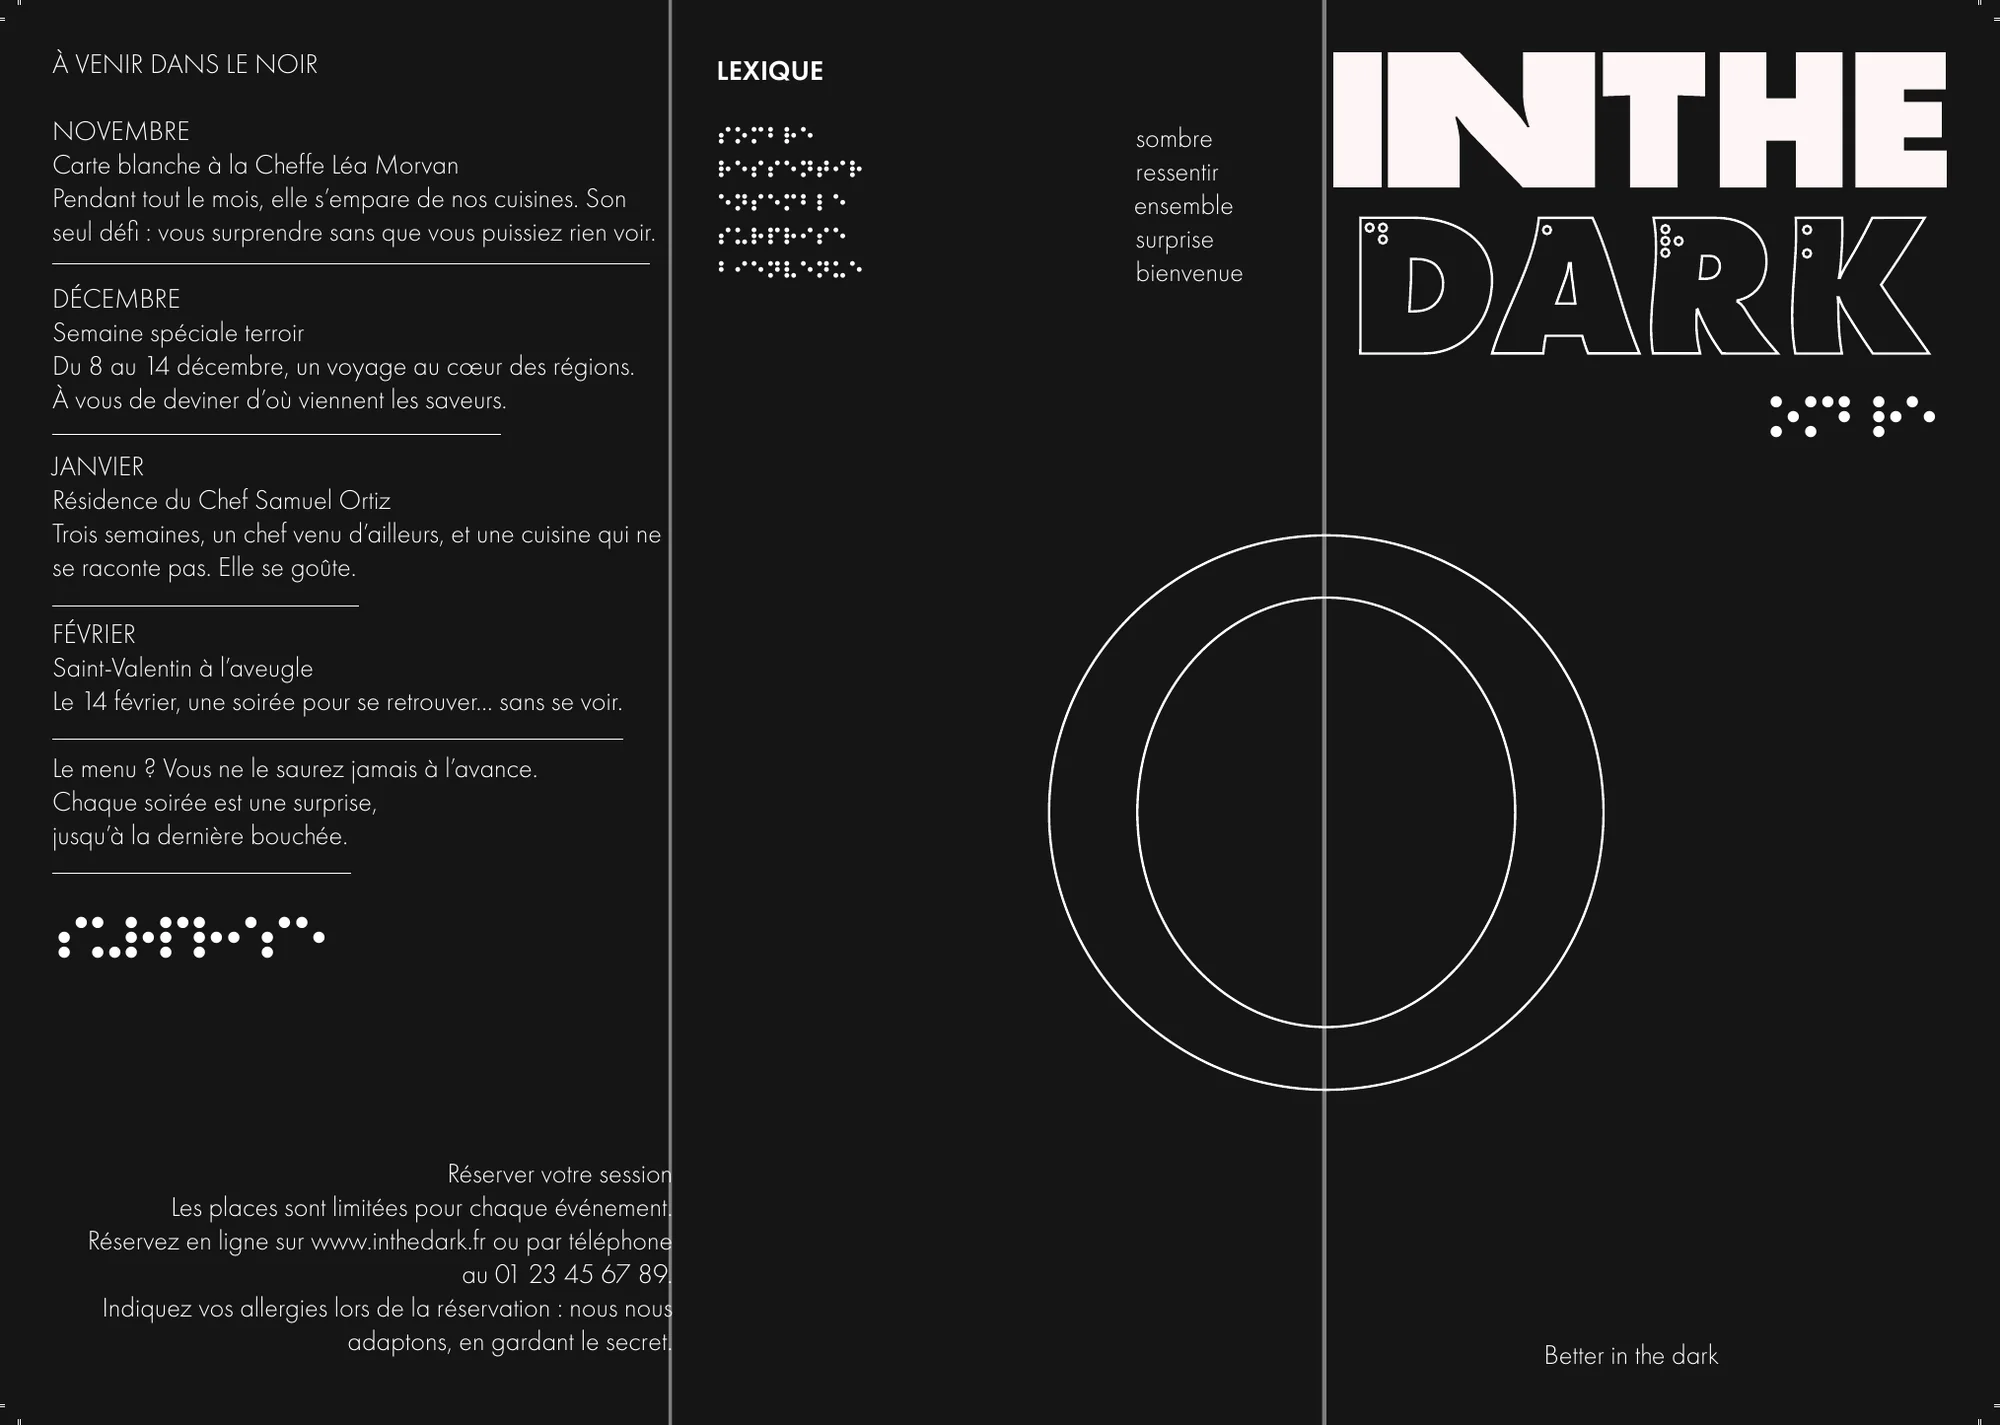 À VENIR DANS LE NOIR
NOVEMBRE
Carte blanche à la Cheffe Léa Morvan
Pendant tout le mois, elle s’empare de nos cuisines. Son
seul défi : vous surprendre sans que vous puissiez rien voir.
DÉCEMBRE
Semaine spéciale terroir
Du 8 au 14 décembre, un voyage au cœur des régions.
À vous de deviner d’où viennent les saveurs.
JANVIER
Résidence du Chef Samuel Ortiz
Trois semaines, un chef venu d’ailleurs, et une cuisine qui ne
se raconte pas. Elle se goûte.
FÉVRIER
Saint-Valentin à l’aveugle
Le 14 février, une soirée pour se retrouver... sans se voir.
Le menu ? Vous ne le saurez jamais à l’avance.
Chaque soirée est une surprise,
jusqu’à la dernière bouchée.
Réserver votre session
Les places sont limitées pour chaque événement.
Réservez en ligne sur www.inthedark.fr ou par téléphone
au 01 23 45 67 89.
Indiquez vos allergies lors de la réservation : nous nous
adaptons, en gardant le secret.
LEXIQUE
⠎⠕⠍⠃⠗⠑ sombre
⠗⠑⠎⠎⠑⠝⠞⠊⠗ ressentir
⠑⠝⠎⠑⠍⠃⠇⠑ ensemble
⠎⠥⠗⠏⠗⠊⠎⠑ surprise
⠃⠊⠑⠝⠧⠑⠝⠥⠑ bienvenue
IN THE
DARK
Better in the dark